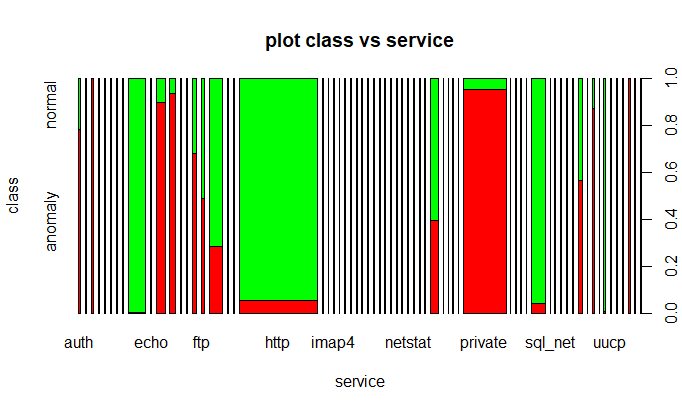 plot class vs service
class
normal
anomaly
1.0
0.8
0.6
0.4
0.2
0.0
auth echo ftp http imap4 netstat private sql_net uucp
service